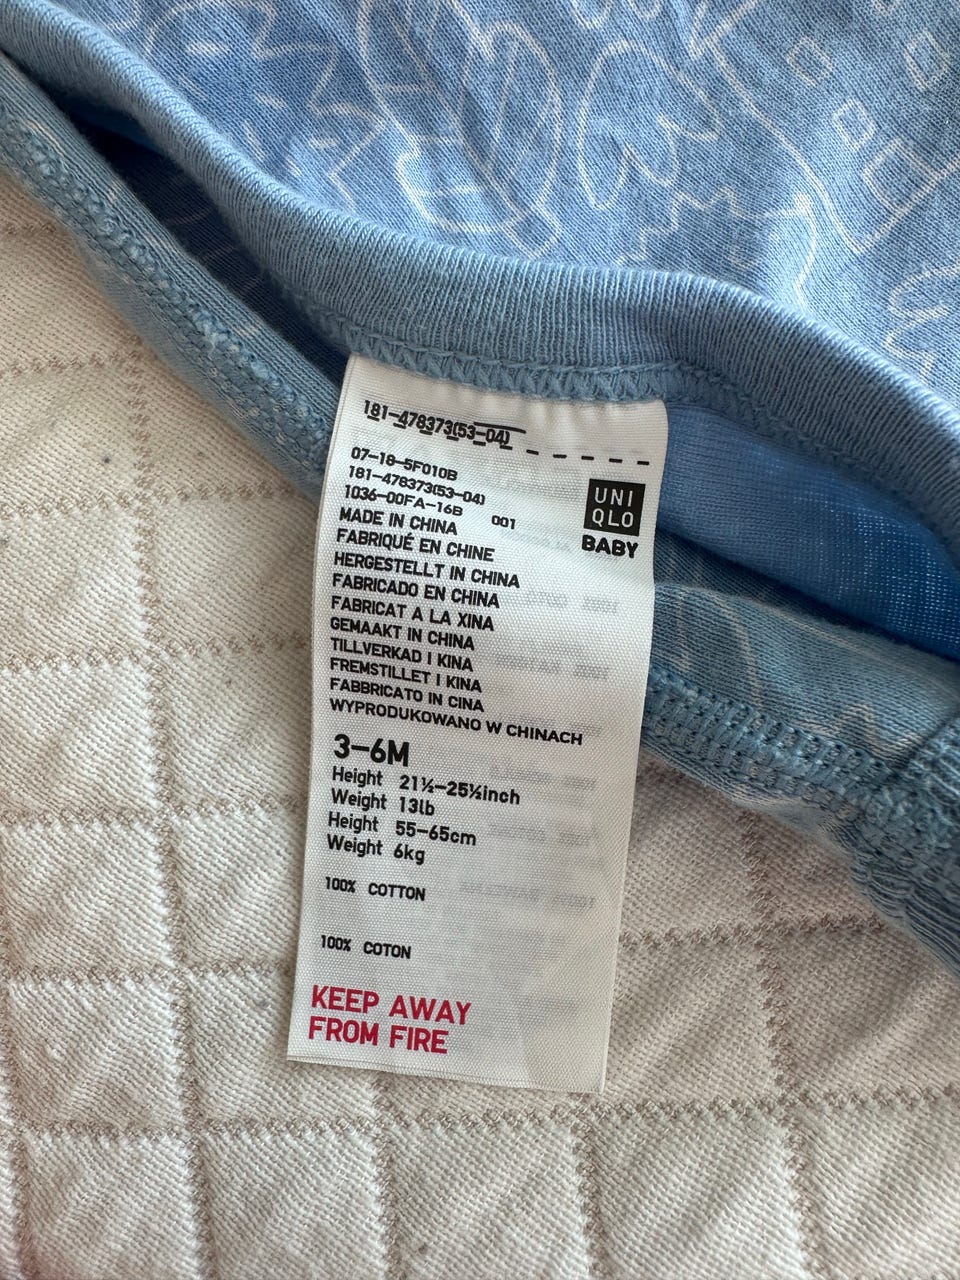 181-478373(53-04)
07-18-5F010B
181-478373(53-04)
1036-00FA-16B 001
UNI
QLO
BABY
MADE IN CHINA
FABRIQUÉ EN CHINE
HERGESTELLT IN CHINA
FABRICADO EN CHINA
FABRICAT A LA XINA
GEMAAKT IN CHINA
TILLVERKAD I KINA
FREMSTILLET I KINA
FABBRICATO IN CINA
WYPRODUKOWANO W CHINACH
3-6M
Height 21½-25½inch
Weight 13lb
Height 55-65cm
Weight 6kg
100% COTTON
100% COTON
KEEP AWAY
FROM FIRE